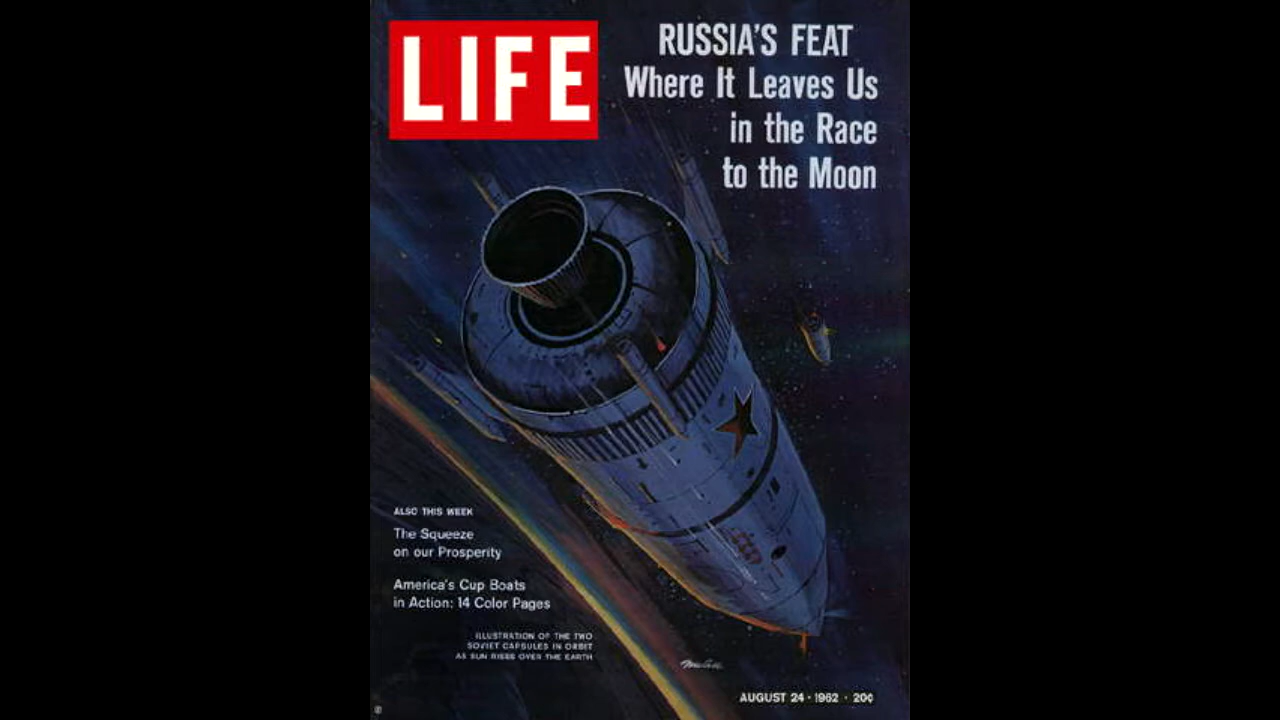 LIFE
RUSSIA'S FEAT
Where It Leaves Us
in the Race
to the Moon
ALSO THIS WEEK
The Squeeze
on our Prosperity
America's Cup Boats
in Action: 14 Color Pages
ILLUSTRATION OF THE TWO
SOVIET CAPSULES IN ORBIT
AS SUN RISES OVER THE EARTH
AUGUST 24 · 1962 · 20¢